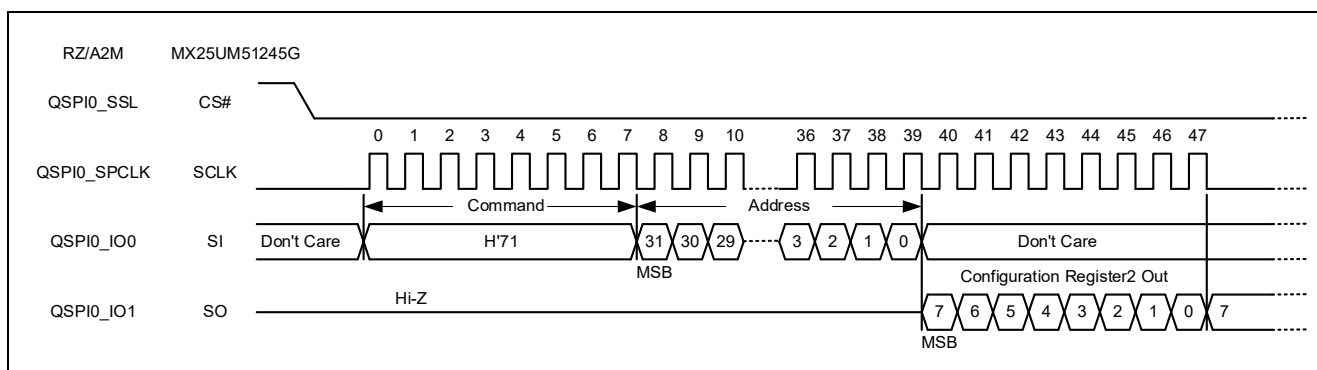 RZ/A2M MX25UM51245G
QSPI0_SSL CS#
0 1 2 3 4 5 6 7 8 9 10 36 37 38 39 40 41 42 43 44 45 46 47
QSPI0_SPCLK SCLK
Command Address
QSPI0_IO0 SI Don't Care H'71 31 30 29 3 2 1 0 Don't Care
MSB
Configuration Register2 Out
Hi-Z
QSPI0_IO1 SO 7 6 5 4 3 2 1 0 7
MSB